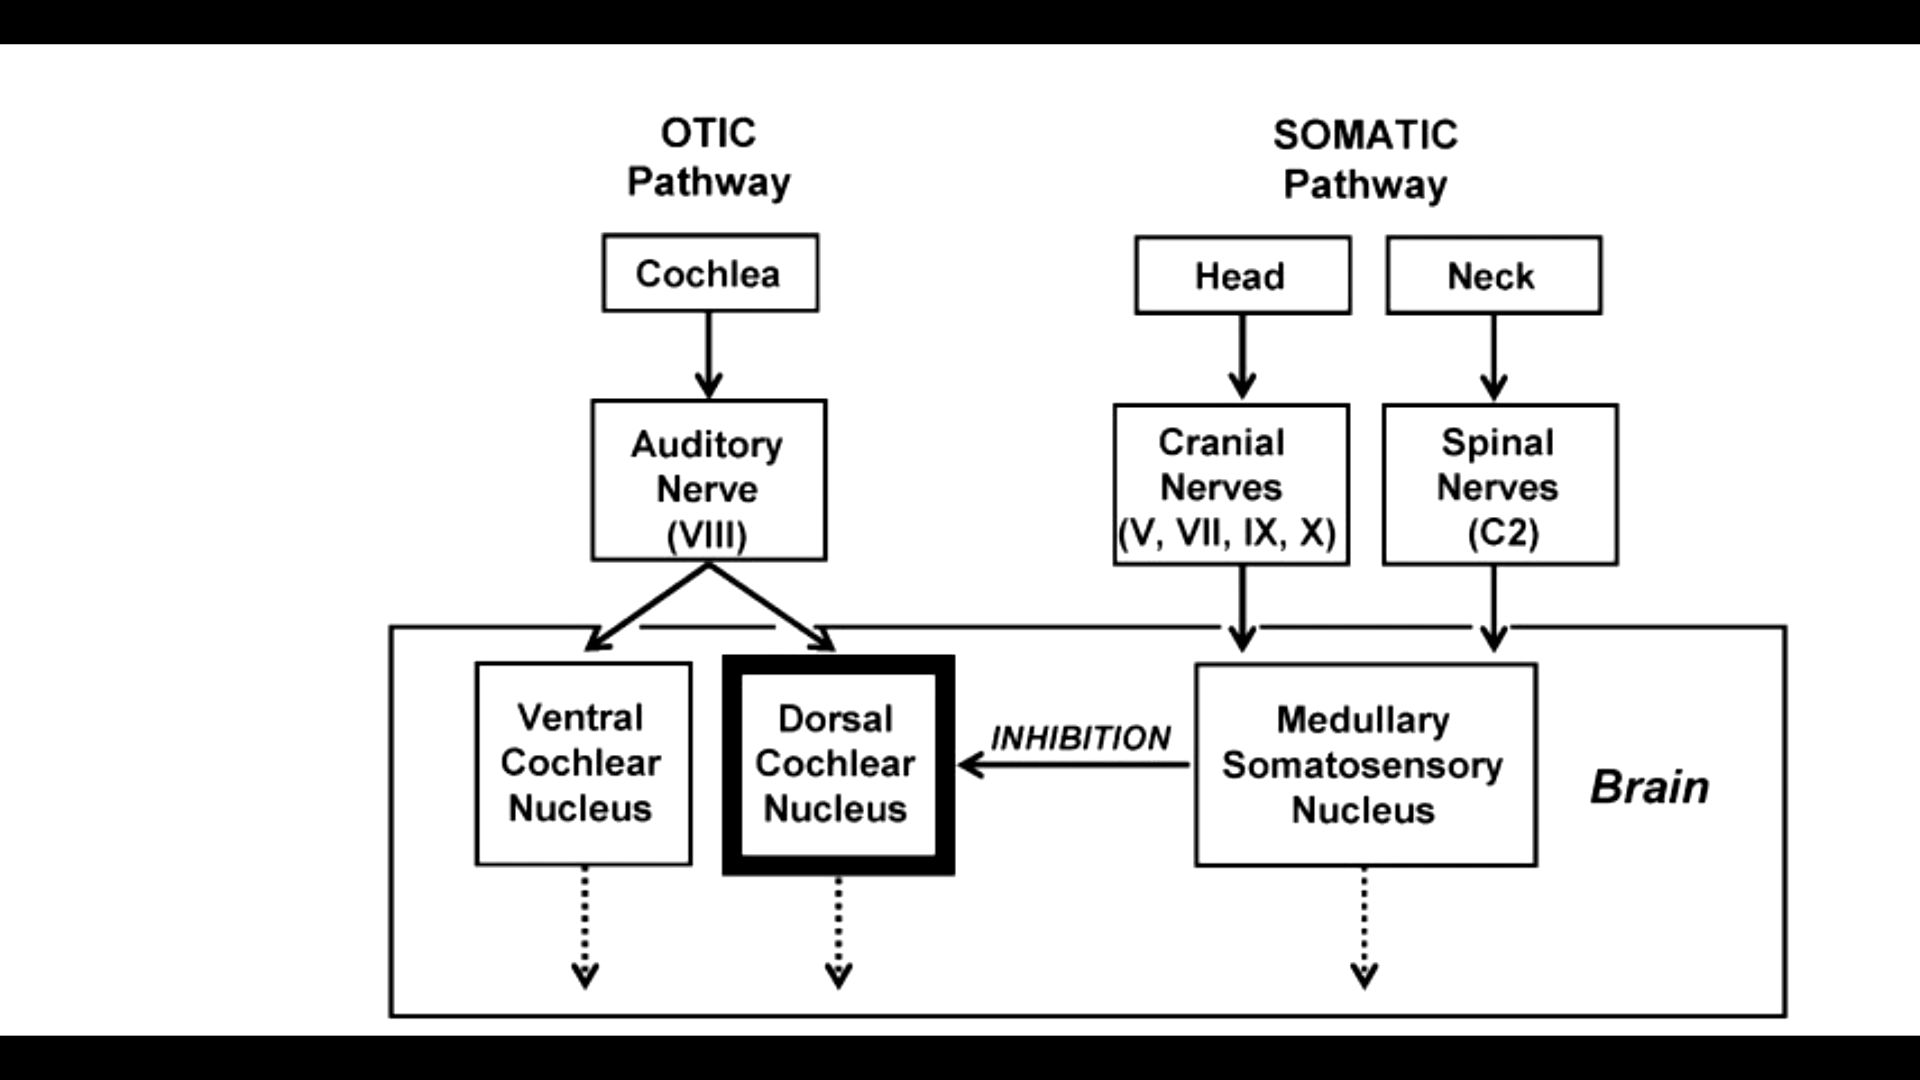 OTIC
Pathway
SOMATIC
Pathway
Cochlea
Head
Neck
Auditory
Nerve
(VIII)
Cranial
Nerves
(V, VII, IX, X)
Spinal
Nerves
(C2)
Ventral
Cochlear
Nucleus
Dorsal
Cochlear
Nucleus
INHIBITION
Medullary
Somatosensory
Nucleus
Brain